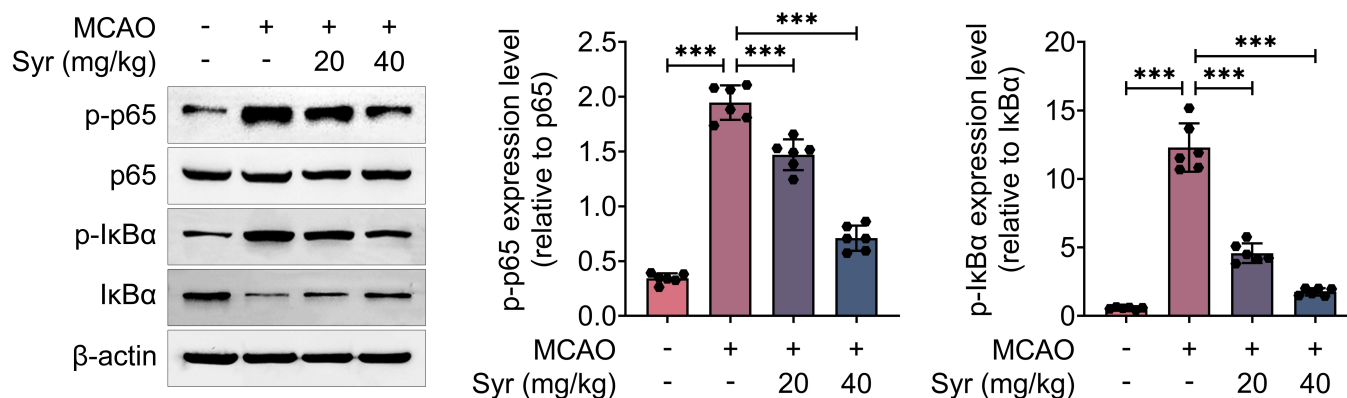 MCAO - + + +
Syr (mg/kg) - - 20 40
p-p65
p65
p-IκBα
IκBα
β-actin
p-p65 expression level
(relative to p65)
2.5
2.0
1.5
1.0
0.5
0.0
***
*** ***
MCAO - + + +
Syr (mg/kg) - - 20 40
p-IκBα expression level
(relative to IκBα)
20
15
10
5
0
***
*** ***
MCAO - + + +
Syr (mg/kg) - - 20 40